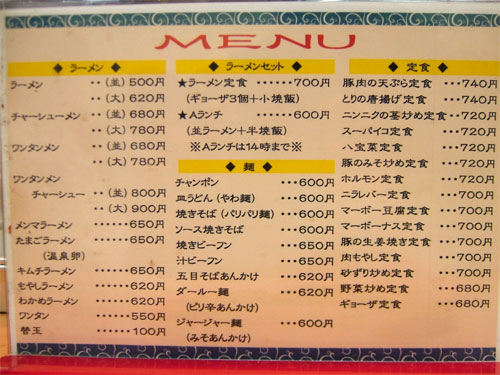 MENU
◆ ラーメン ◆
ラーメン ‥(並)500円
‥(大)620円
チャーシューメン ‥(並)680円
‥(大)780円
ワンタンメン ‥(並)680円
‥(大)780円
ワンタンメン
チャーシュー ‥(並)800円
‥(大)900円
メンマラーメン ‥‥‥650円
たまごラーメン ‥‥‥650円
(温泉卵)
キムチラーメン ‥‥‥650円
もやしラーメン ‥‥‥620円
わかめラーメン ‥‥‥620円
ワンタン ‥‥‥550円
替玉 ‥‥‥100円
◆ ラーメンセット ◆
★ラーメン定食 ‥‥‥700円
(ギョーザ3個+小焼飯)
★Aランチ ‥‥‥600円
(並ラーメン+半焼飯)
※Aランチは14時まで※
◆ 麺 ◆
チャンポン …600円
皿うどん(やわ麺) …600円
焼きそば(バリバリ麺) …600円
ソース焼きそば …600円
焼きビーフン …650円
汁ビーフン …650円
五目そばあんかけ …620円
ダールー麺 …620円
(ピリ辛あんかけ)
ジャージャー麺 …600円
(みそあんかけ)
◆ 定食 ◆
豚肉の天ぷら定食 …740円
とりの唐揚げ定食 …740円
ニンニクの茎炒め定食 …720円
スーパイコ定食 …720円
八宝菜定食 …720円
豚のみそ炒め定食 …720円
ホルモン定食 …720円
ニラレバー定食 …700円
マーボー豆腐定食 …700円
マーボーナス定食 …700円
豚の生姜焼き定食 …700円
肉もやし定食 …700円
砂ずり炒め定食 …700円
野菜炒め定食 …680円
ギョーザ定食 …680円